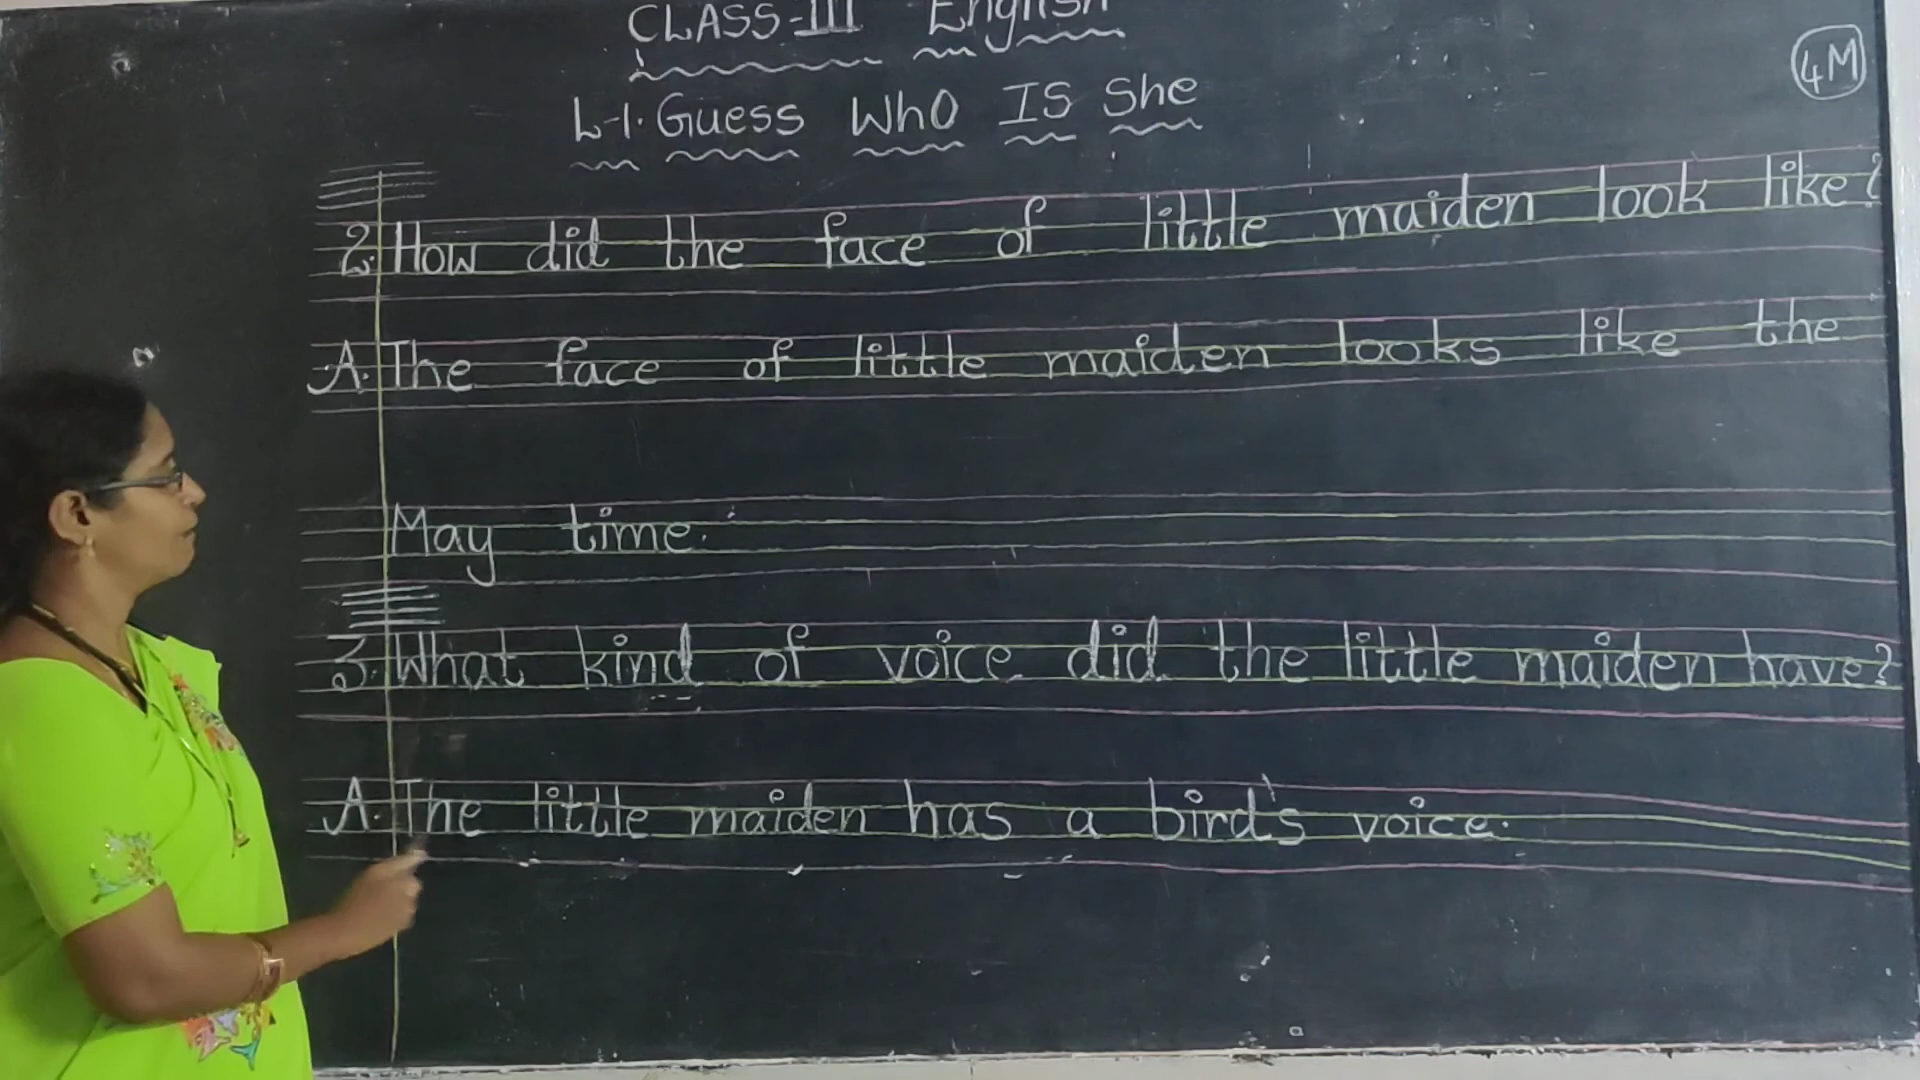 CLASS-III English
4M
L-1. Guess Who IS She
2. How did the face of little maiden look like?
A. The face of little maiden looks like the
May time.
3. What kind of voice did the little maiden have?
A. The little maiden has a bird's voice.